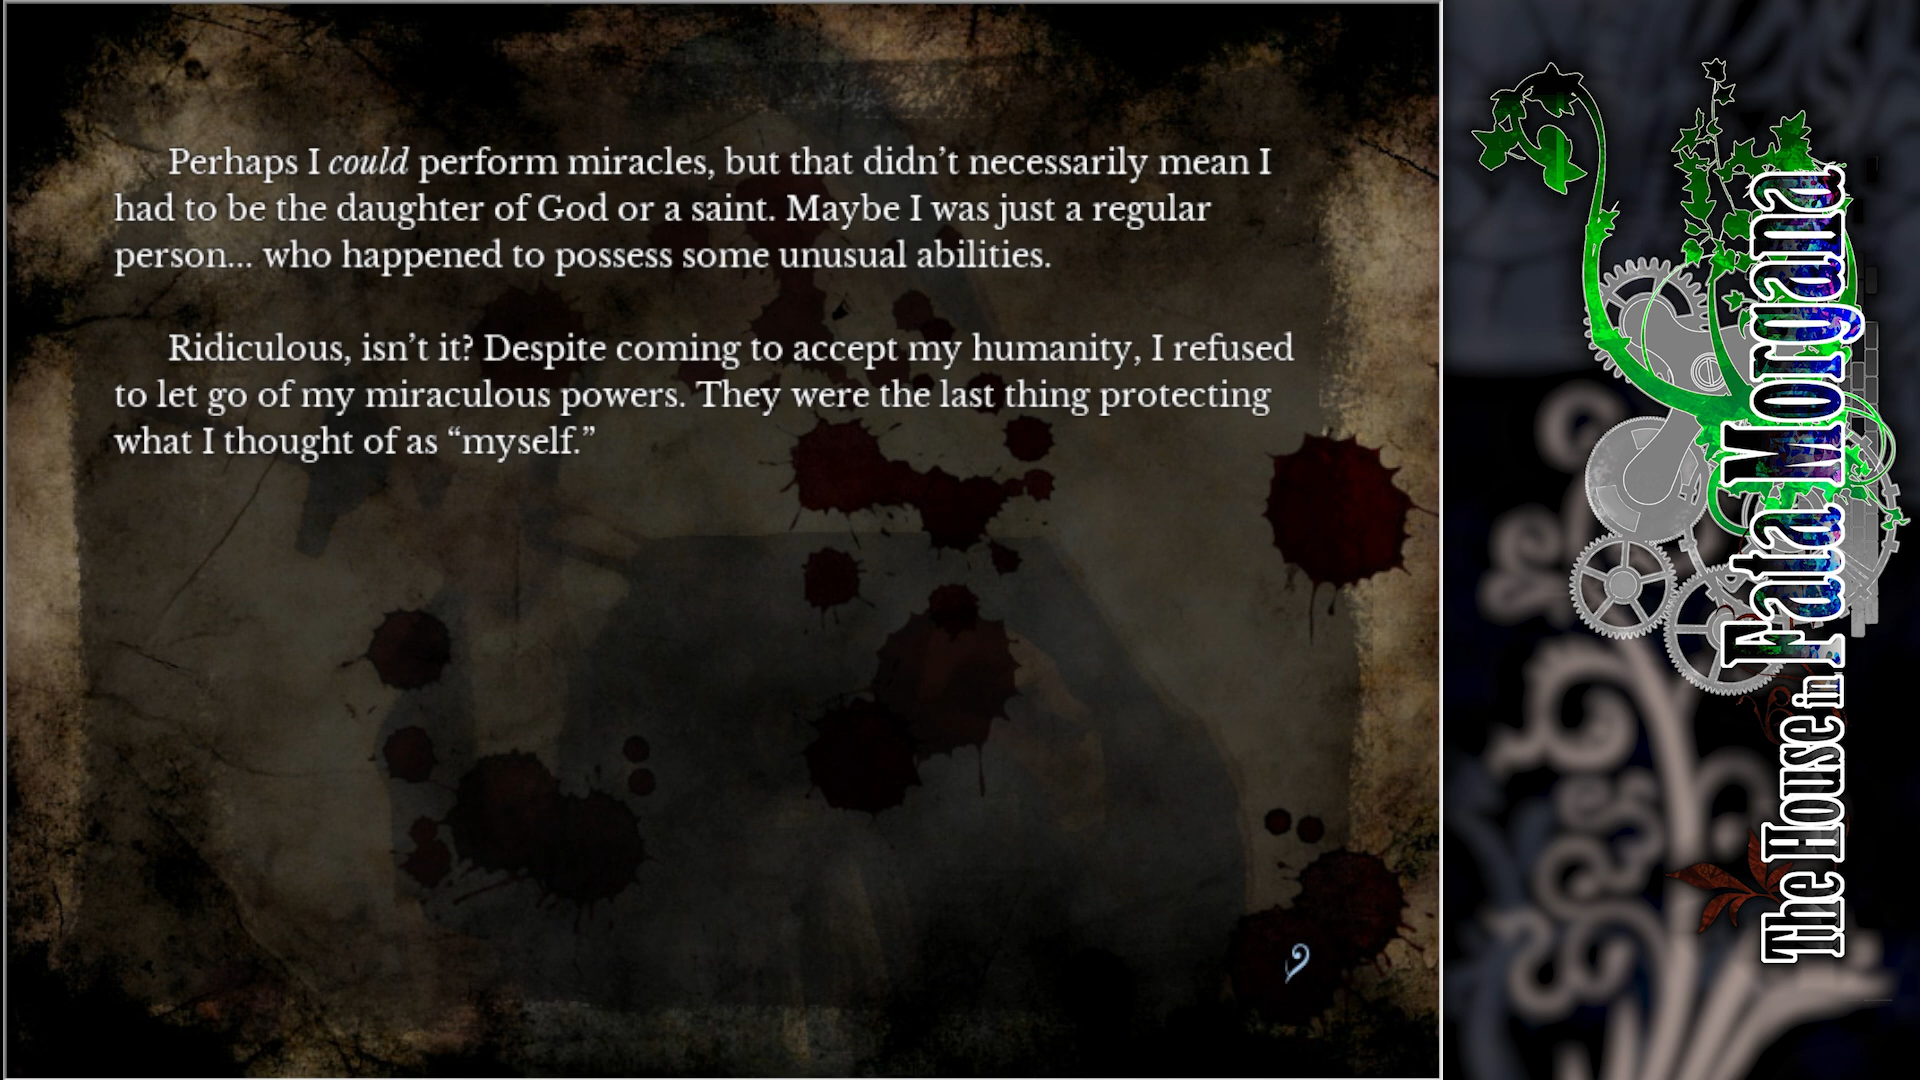 Perhaps I could perform miracles, but that didn’t necessarily mean I
had to be the daughter of God or a saint. Maybe I was just a regular
person... who happened to possess some unusual abilities.
Ridiculous, isn’t it? Despite coming to accept my humanity, I refused
to let go of my miraculous powers. They were the last thing protecting
what I thought of as “myself.”
The House in Fata Morgana